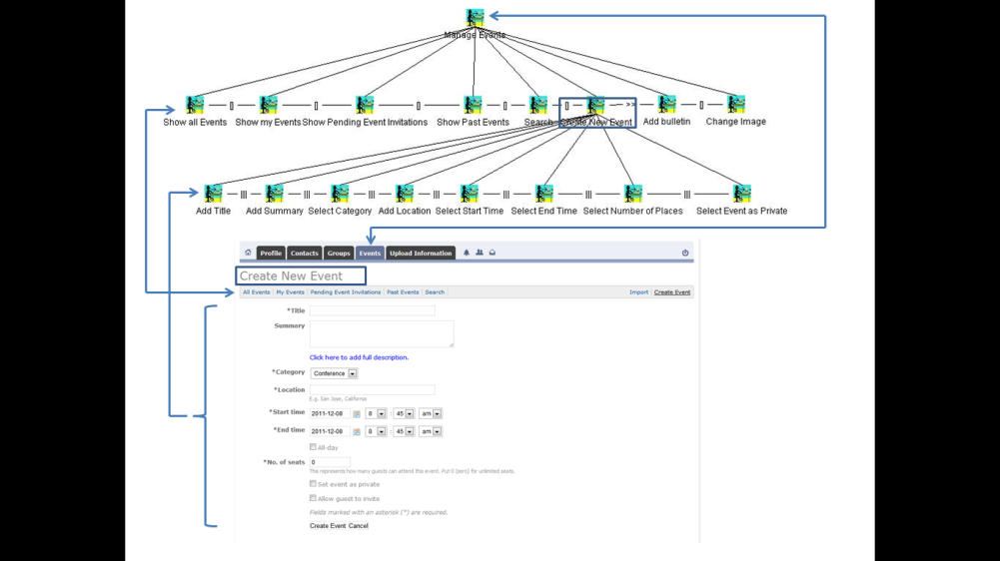 Manage Events
Show all Events Show my Events Show Pending Event Invitations Show Past Events Search Create New Event >> Add bulletin Change Image
[] [] [] [] [] []
||| ||| ||| ||| ||| ||| |||
Add Title Add Summary Select Category Add Location Select Start Time Select End Time Select Number of Places Select Event as Private
Profile Contacts Groups Events Upload Information
Create New Event
All Events My Events Pending Event Invitations Past Events Search Import Create Event
*Title
Summary
Click here to add full description.
*Category Conference
*Location
E.g. San Jose, California
*Start time 2011-12-08 8 : 45 am
*End time 2011-12-08 8 : 45 am
All-day
*No. of seats 0
The represents how many guests can attend this event. Put 0 (zero) for unlimited seats.
Set event as private
Allow guest to invite
Fields marked with an asterisk (*) are required.
Create Event Cancel